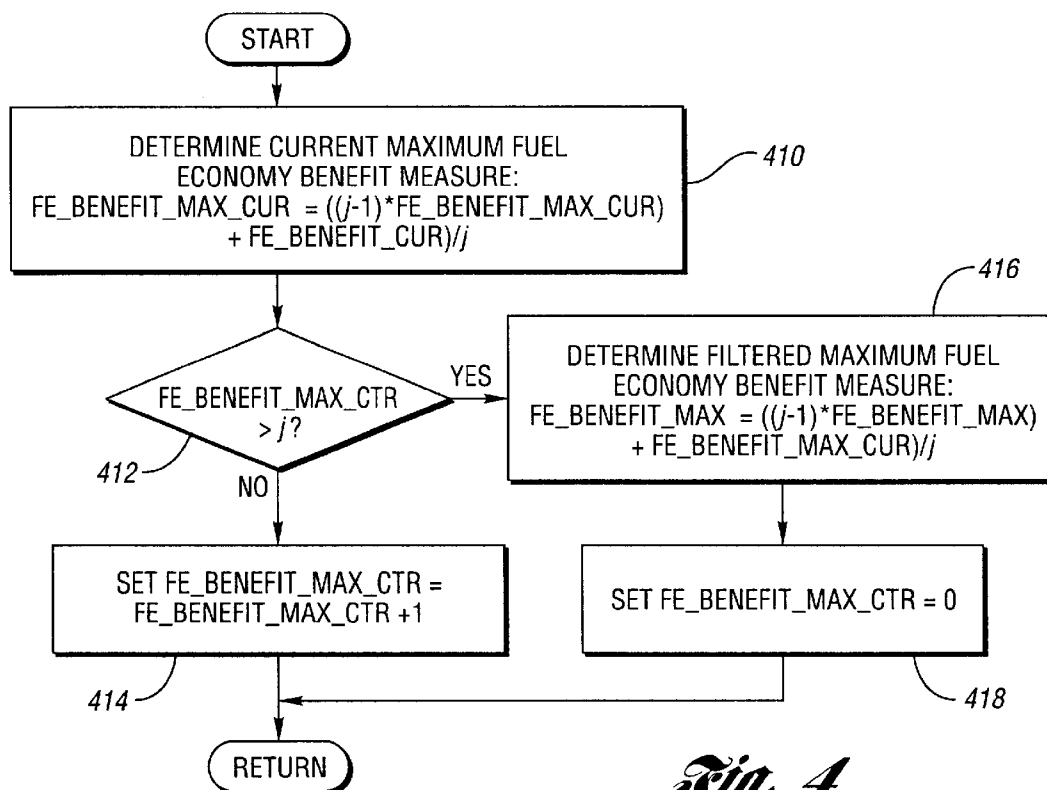 START
DETERMINE CURRENT MAXIMUM FUEL
ECONOMY BENEFIT MEASURE:
FE_BENEFIT_MAX_CUR = ((j-1)*FE_BENEFIT_MAX_CUR)
+ FE_BENEFIT_CUR)/j
410
FE_BENEFIT_MAX_CTR
> j?
412
YES
NO
416
DETERMINE FILTERED MAXIMUM FUEL
ECONOMY BENEFIT MEASURE:
FE_BENEFIT_MAX = ((j-1)*FE_BENEFIT_MAX)
+ FE_BENEFIT_MAX_CUR)/j
SET FE_BENEFIT_MAX_CTR =
FE_BENEFIT_MAX_CTR +1
414
SET FE_BENEFIT_MAX_CTR = 0
418
RETURN
Fig. 4